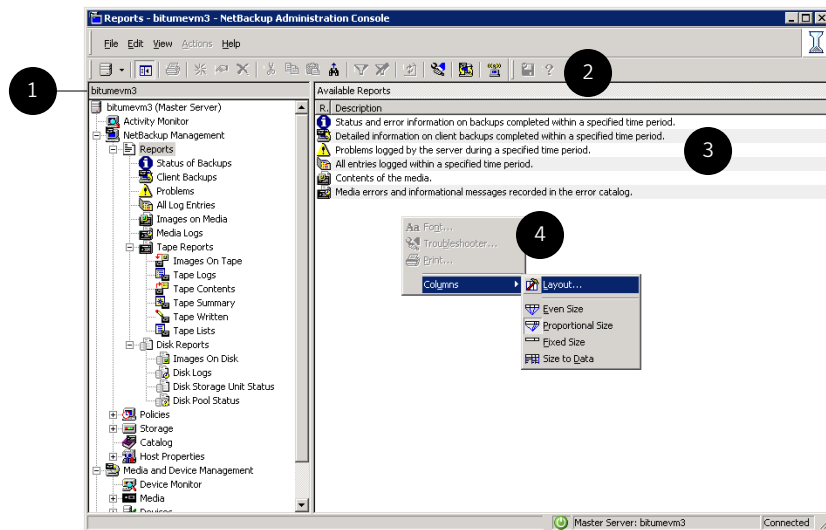 Reports - bitumevm3 - NetBackup Administration Console
File Edit View Actions Help
1
2
bitumevm3
Available Reports
bitumevm3 (Master Server)
Activity Monitor
NetBackup Management
Reports
Status of Backups
Client Backups
Problems
All Log Entries
Images on Media
Media Logs
Tape Reports
Images On Tape
Tape Logs
Tape Contents
Tape Summary
Tape Written
Tape Lists
Disk Reports
Images On Disk
Disk Logs
Disk Storage Unit Status
Disk Pool Status
Policies
Storage
Catalog
Host Properties
Media and Device Management
Device Monitor
Media
Devices
R. Description
Status and error information on backups completed within a specified time period.
Detailed information on client backups completed within a specified time period.
Problems logged by the server during a specified time period.
All entries logged within a specified time period.
Contents of the media.
Media errors and informational messages recorded in the error catalog.
3
4
Font...
Troubleshooter...
Print...
Columns
Layout...
Even Size
Proportional Size
Fixed Size
Size to Data
Master Server: bitumevm3
Connected